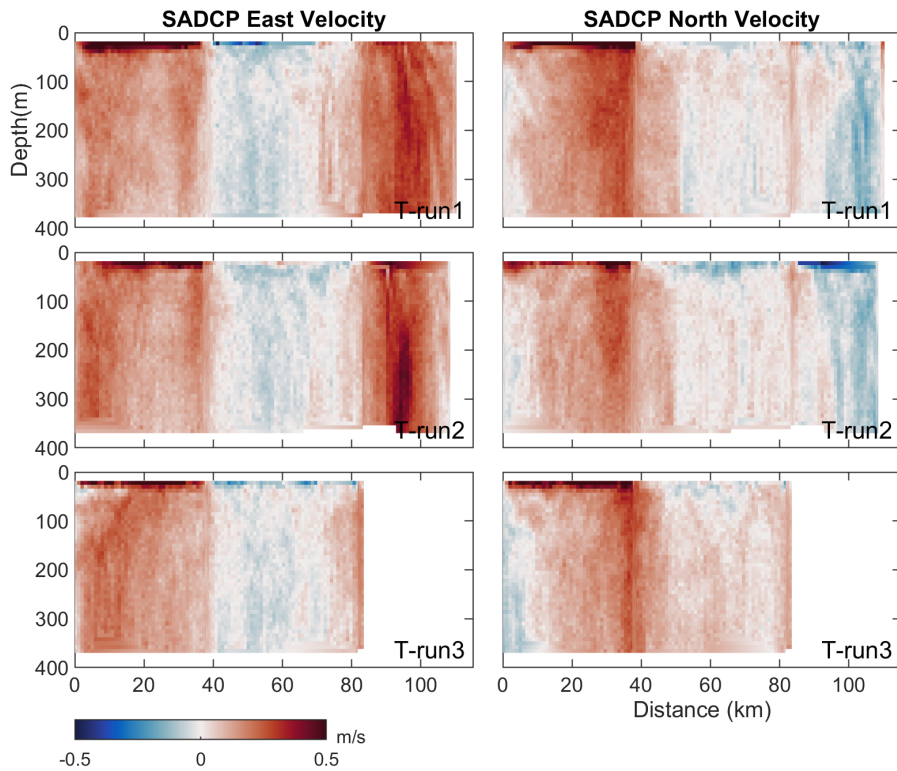 SADCP East Velocity
SADCP North Velocity
0
100
200
300
400
Depth(m)
T-run1
T-run1
0
100
200
300
400
T-run2
T-run2
0
100
200
300
400
T-run3
T-run3
0 20 40 60 80 100
0 20 40 60 80 100
Distance (km)
m/s
-0.5 0 0.5